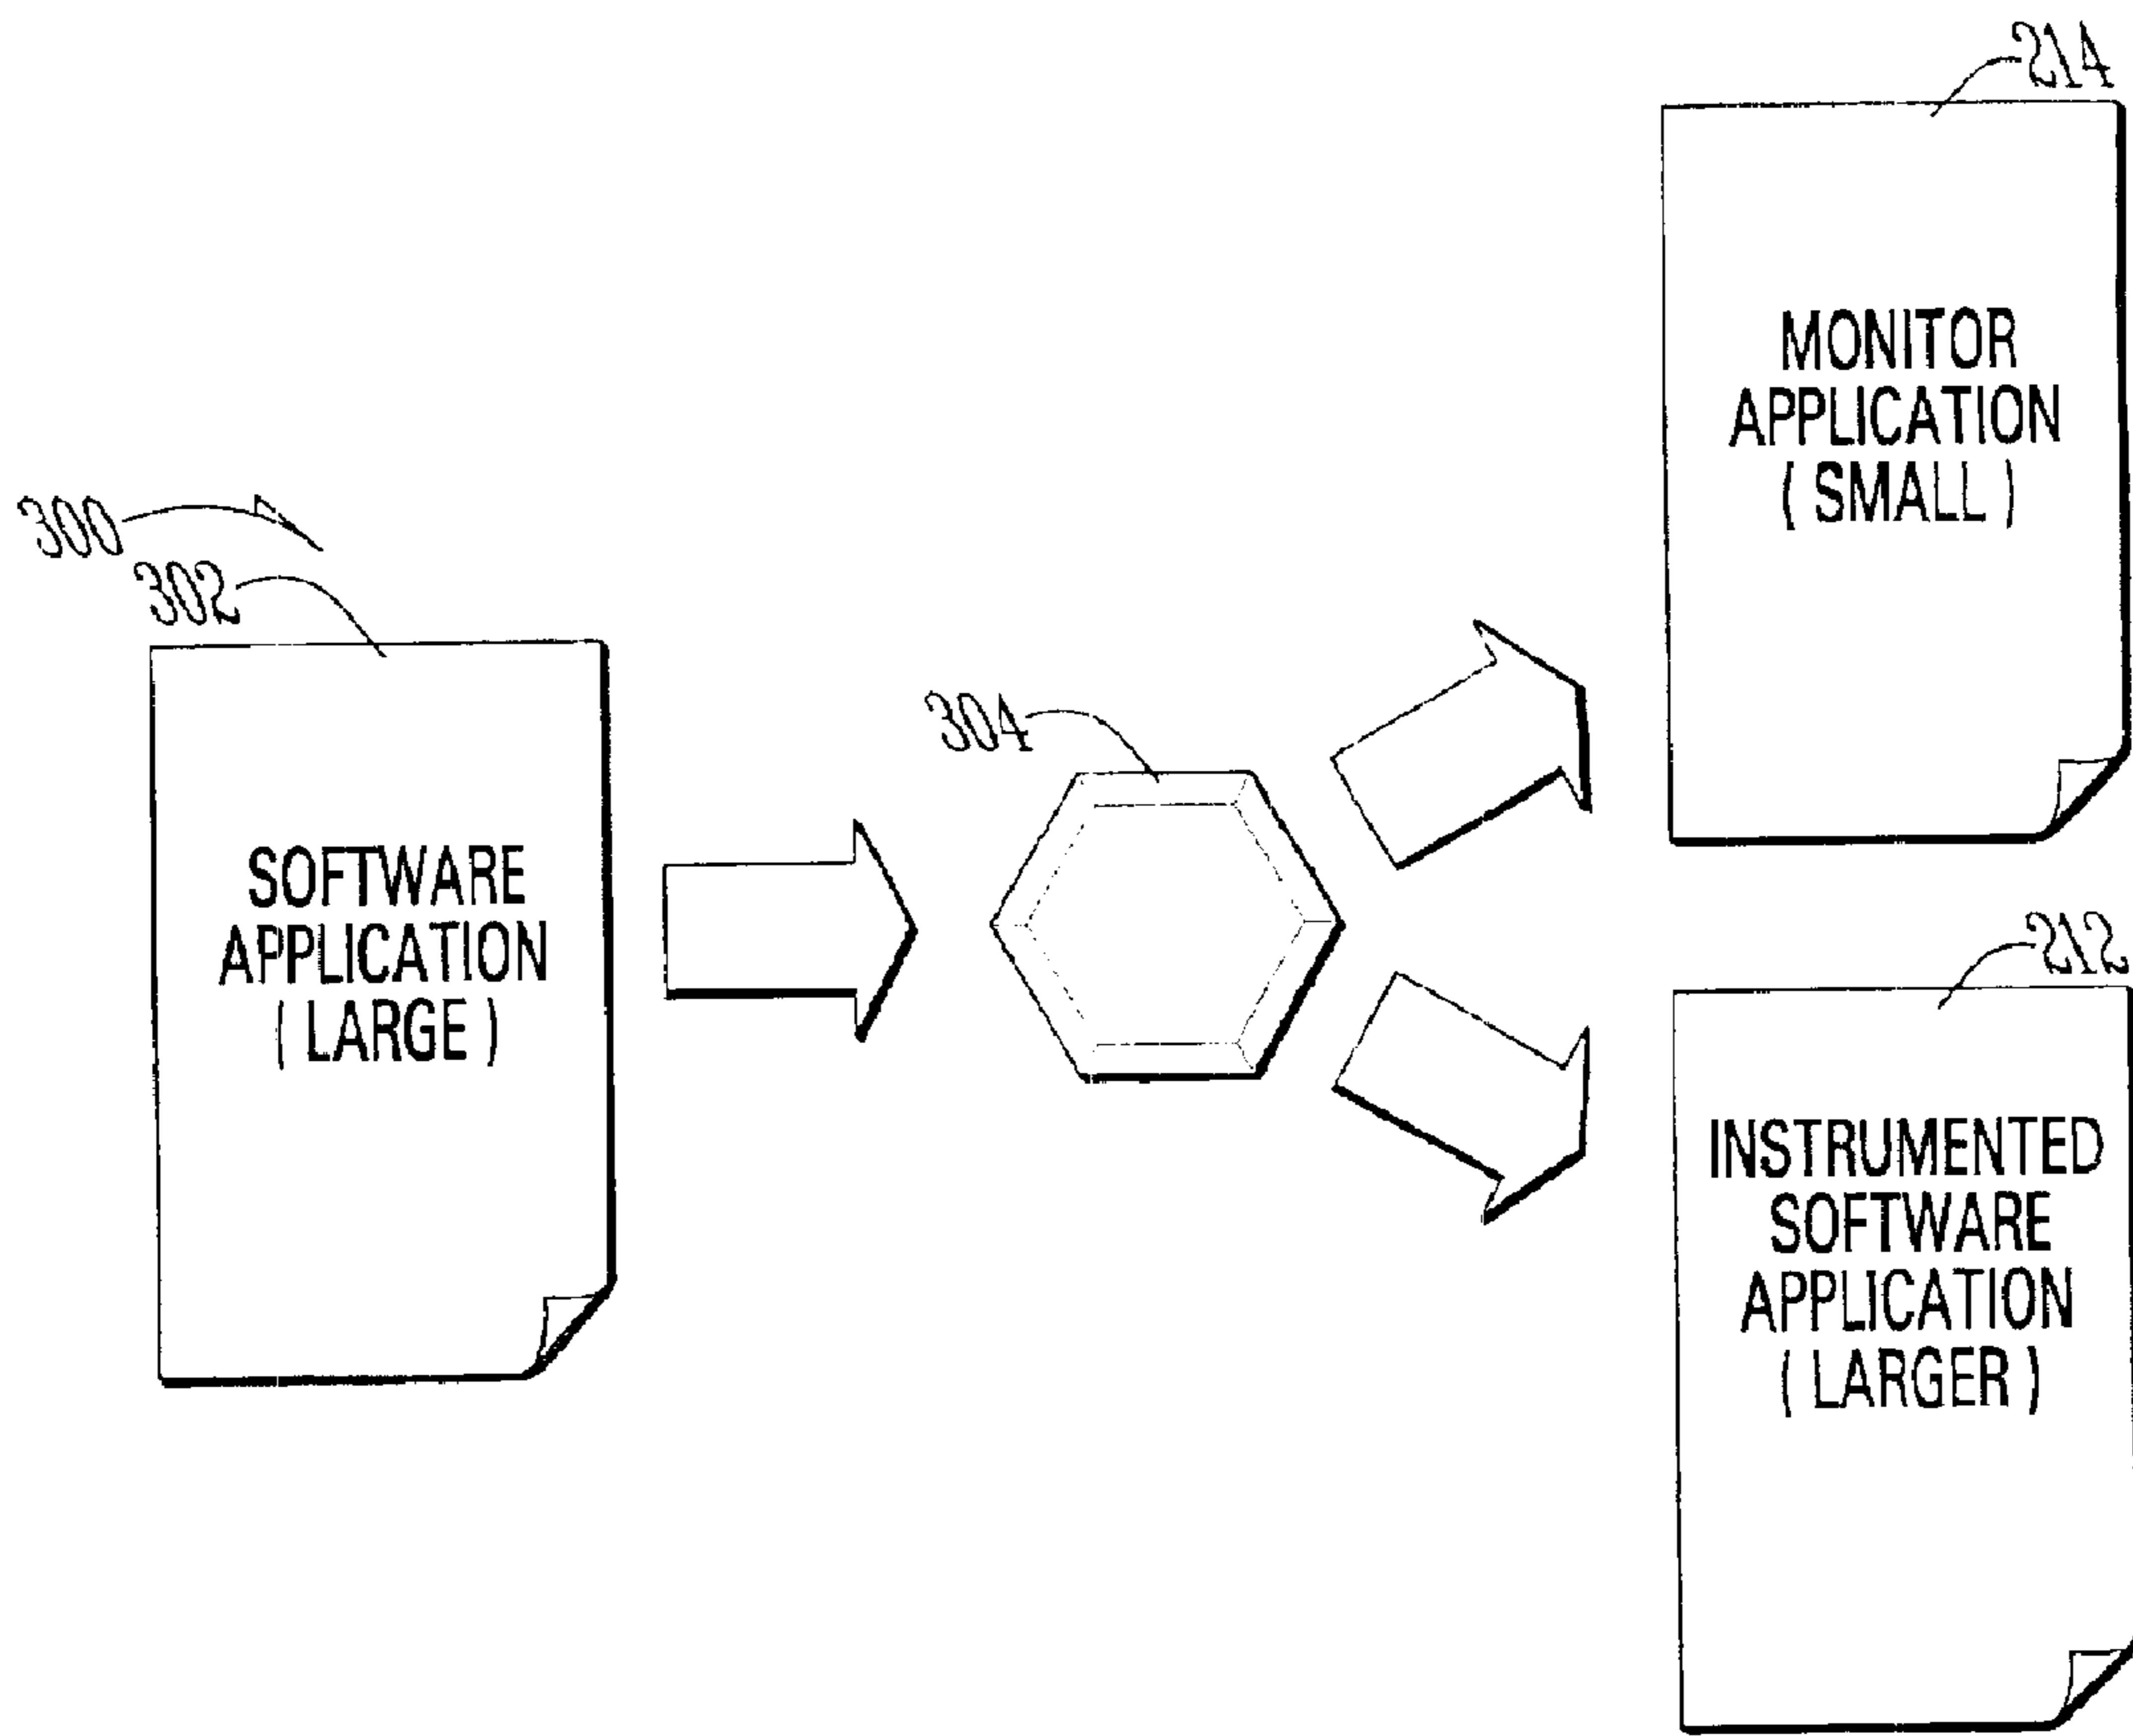 300
302
SOFTWARE
APPLICATION
( LARGE )
304
214
MONITOR
APPLICATION
( SMALL )
212
INSTRUMENTED
SOFTWARE
APPLICATION
( LARGER )